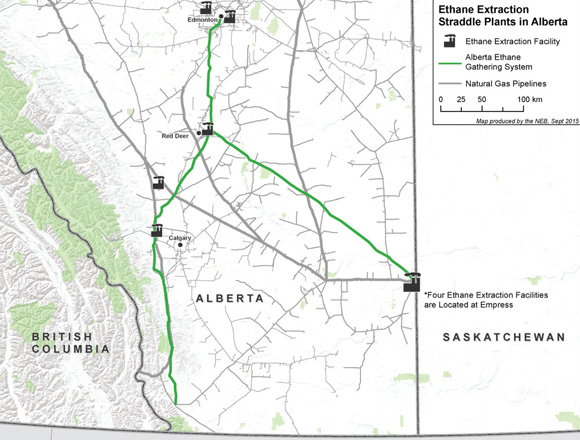 Ethane Extraction
Straddle Plants in Alberta
Ethane Extraction Facility
Alberta Ethane
Gathering System
Natural Gas Pipelines
0 25 50 100 km
Map produced by the NEB, Sept 2015
Edmonton
Red Deer
Calgary
ALBERTA
*Four Ethane Extraction Facilities
are Located at Empress
BRITISH
COLUMBIA
SASKATCHEWAN